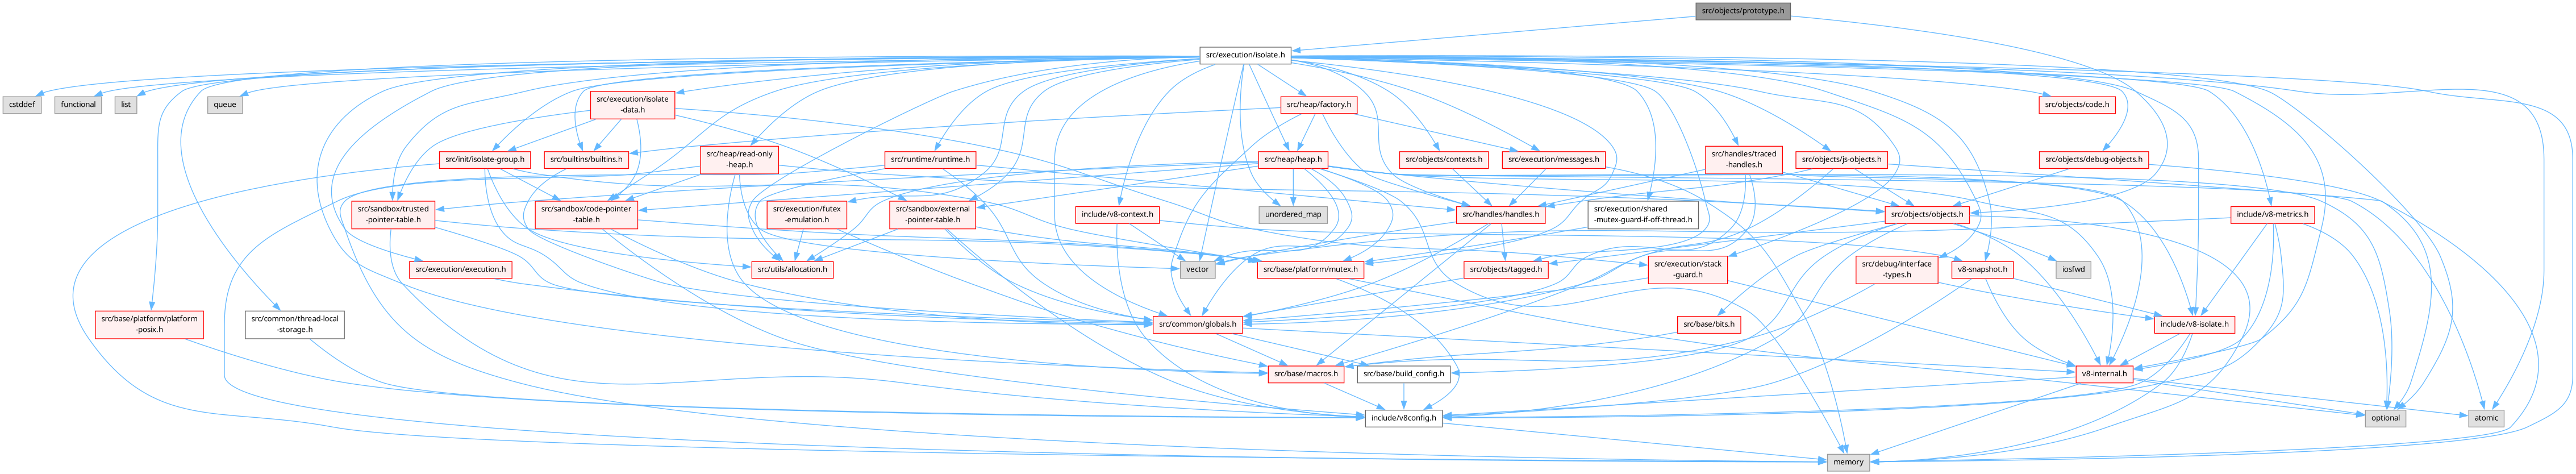 src/objects/prototype.h
src/execution/isolate.h
cstddef
functional
list
queue
src/execution/isolate
-data.h
src/heap/factory.h
src/objects/code.h
src/init/isolate-group.h
src/builtins/builtins.h
src/heap/read-only
-heap.h
src/runtime/runtime.h
src/heap/heap.h
src/objects/contexts.h
src/execution/messages.h
src/handles/traced
-handles.h
src/objects/js-objects.h
src/objects/debug-objects.h
src/sandbox/trusted
-pointer-table.h
src/sandbox/code-pointer
-table.h
src/execution/futex
-emulation.h
src/sandbox/external
-pointer-table.h
include/v8-context.h
unordered_map
src/handles/handles.h
src/execution/shared
-mutex-guard-if-off-thread.h
src/objects/objects.h
include/v8-metrics.h
src/execution/execution.h
src/utils/allocation.h
vector
src/base/platform/mutex.h
src/objects/tagged.h
src/execution/stack
-guard.h
src/debug/interface
-types.h
v8-snapshot.h
iosfwd
src/base/platform/platform
-posix.h
src/common/thread-local
-storage.h
src/common/globals.h
src/base/bits.h
include/v8-isolate.h
src/base/macros.h
src/base/build_config.h
v8-internal.h
include/v8config.h
optional
atomic
memory